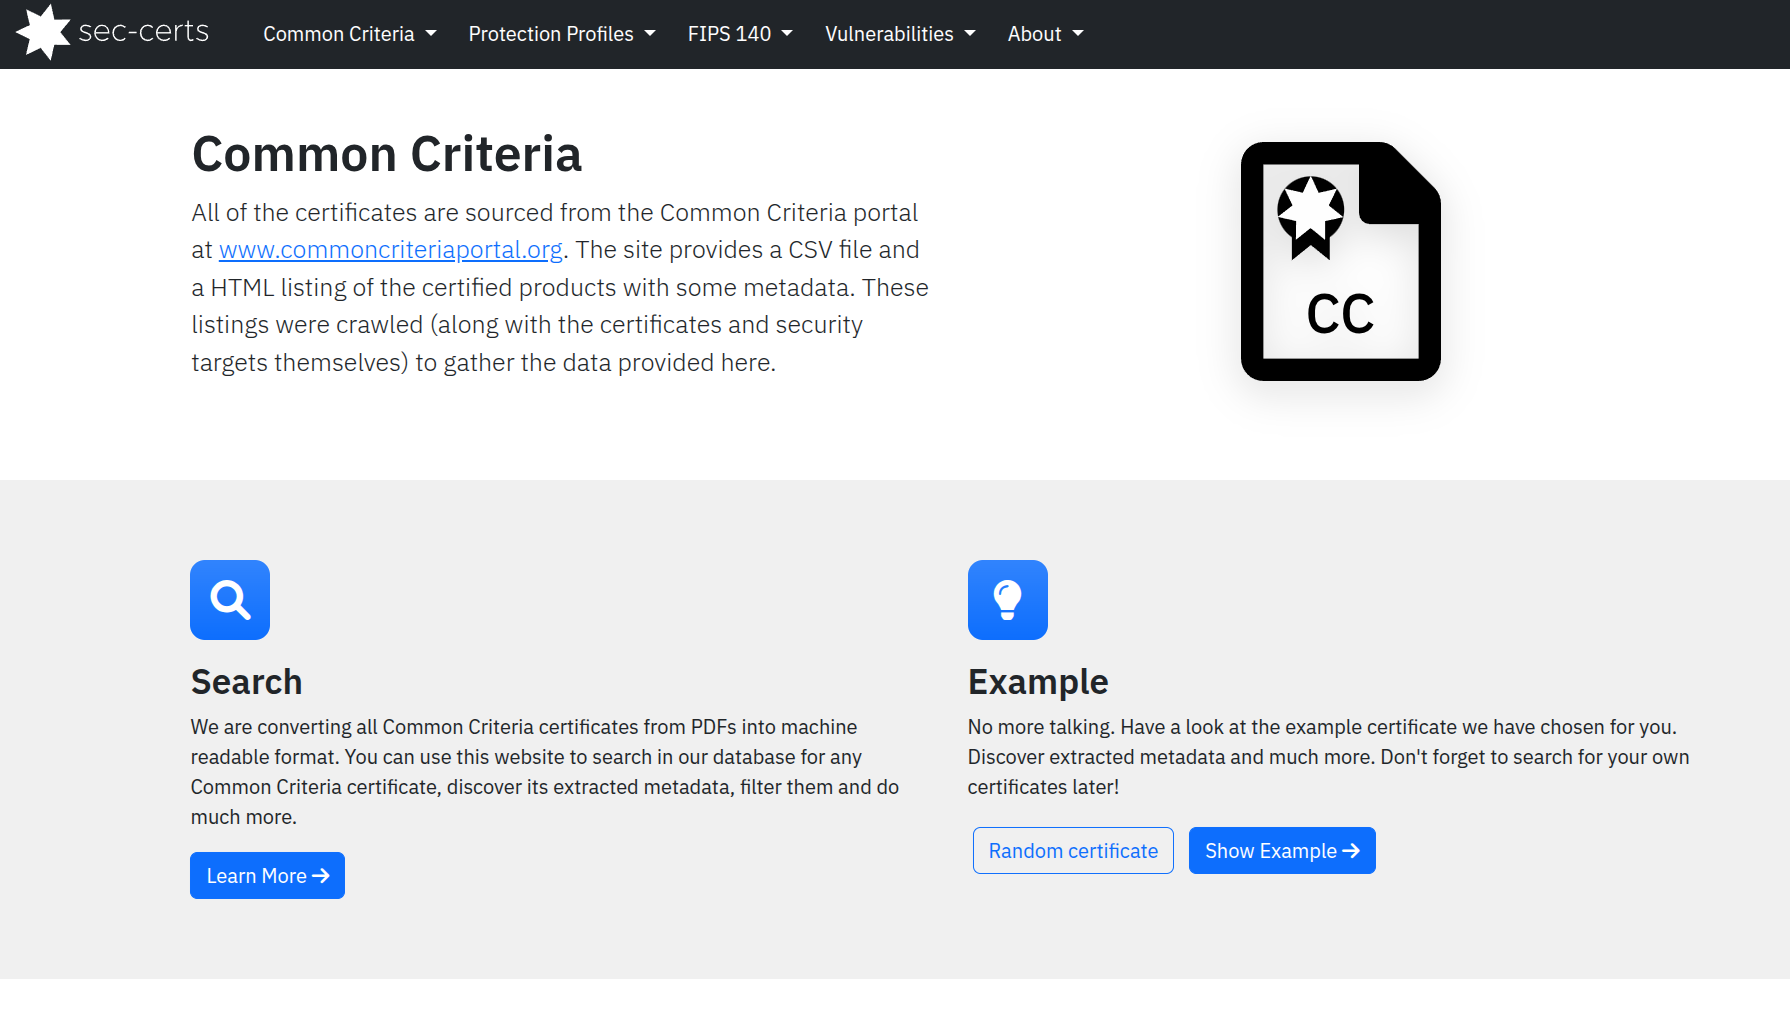 sec-certs Common Criteria Protection Profiles FIPS 140 Vulnerabilities About
Common Criteria
All of the certificates are sourced from the Common Criteria portal
at www.commoncriteriaportal.org. The site provides a CSV file and
a HTML listing of the certified products with some metadata. These
listings were crawled (along with the certificates and security
targets themselves) to gather the data provided here.
CC
Search
We are converting all Common Criteria certificates from PDFs into machine
readable format. You can use this website to search in our database for any
Common Criteria certificate, discover its extracted metadata, filter them and do
much more.
Learn More
Example
No more talking. Have a look at the example certificate we have chosen for you.
Discover extracted metadata and much more. Don't forget to search for your own
certificates later!
Random certificate Show Example